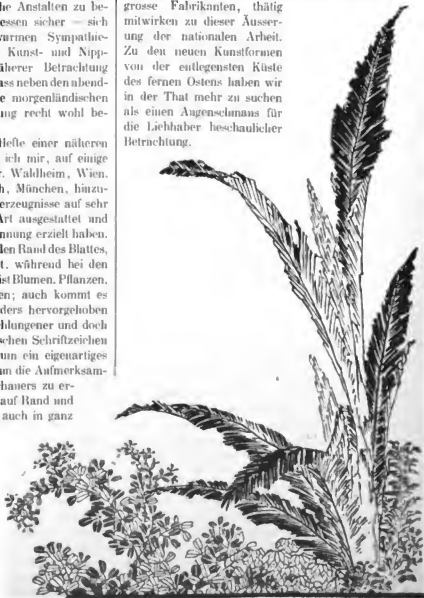 he Anstalten zu be-
essen sicher — sich
wurmen Sympathie-
Kunst- und Nipp-
äherer Betrachtung
ass neben den abend-
e morgenländischen
ung recht wohl be-
Hefte einer näheren
ich mir, auf einige
r. Waldheim, Wien.
h, München, hinzu-
erzeugnisse auf sehr
Art ausgestattet und
nnung erzielt haben.
den Rand des Blattes,
t. während bei den
ist Blumen. Pflanzen,
en; auch kommt es
ders hervorgehoben
hlungener und doch
schen Schriftzeichen
um ein eigenartiges
um die Aufmerksam-
hauers zu er-
auf Rand und
auch in ganz
grosse Fabrikanten, thätig
mitwirken zu dieser Äusser-
ung der nationalen Arbeit.
Zu den neuen Kunstformen
von der entlegensten Küste
des fernen Ostens haben wir
in der That mehr zu suchen
als einen Augenschmaus für
die Liebhaber beschaulicher
Betrachtung.